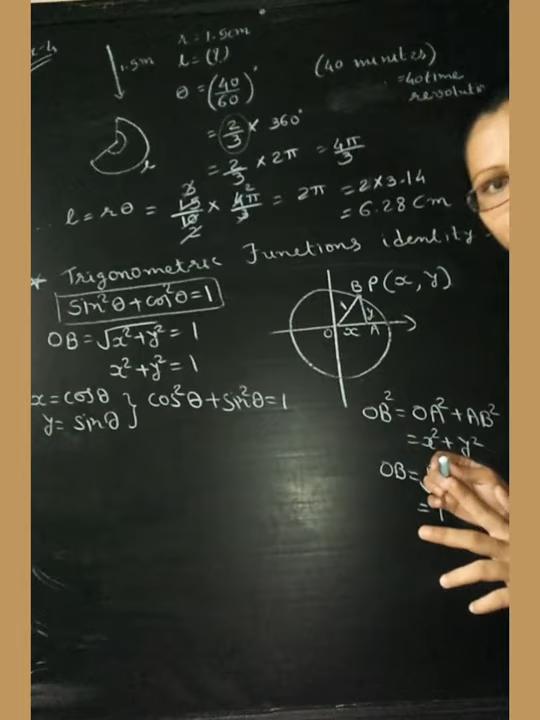 r = 1.5cm
l = (?)
1.5m
θ = (40/60)°
(40 minutes)
= 40 time
revolution
= (2/3) × 360°
= 2/3 × 2π = 4π/3
l
l = rθ = 15/10 × 4π/3 = 2π = 2×3.14
= 6.28 cm
* Trigonometric Functions identity
sin²θ+cos²θ=1
B P(x, y)
1 y
O x A
OB = √x²+y² = 1
x²+y² = 1
x = cosθ
y = sinθ } cos²θ+sin²θ=1
OB² = OA² + AB²
= x² + y²
OB =
= 1